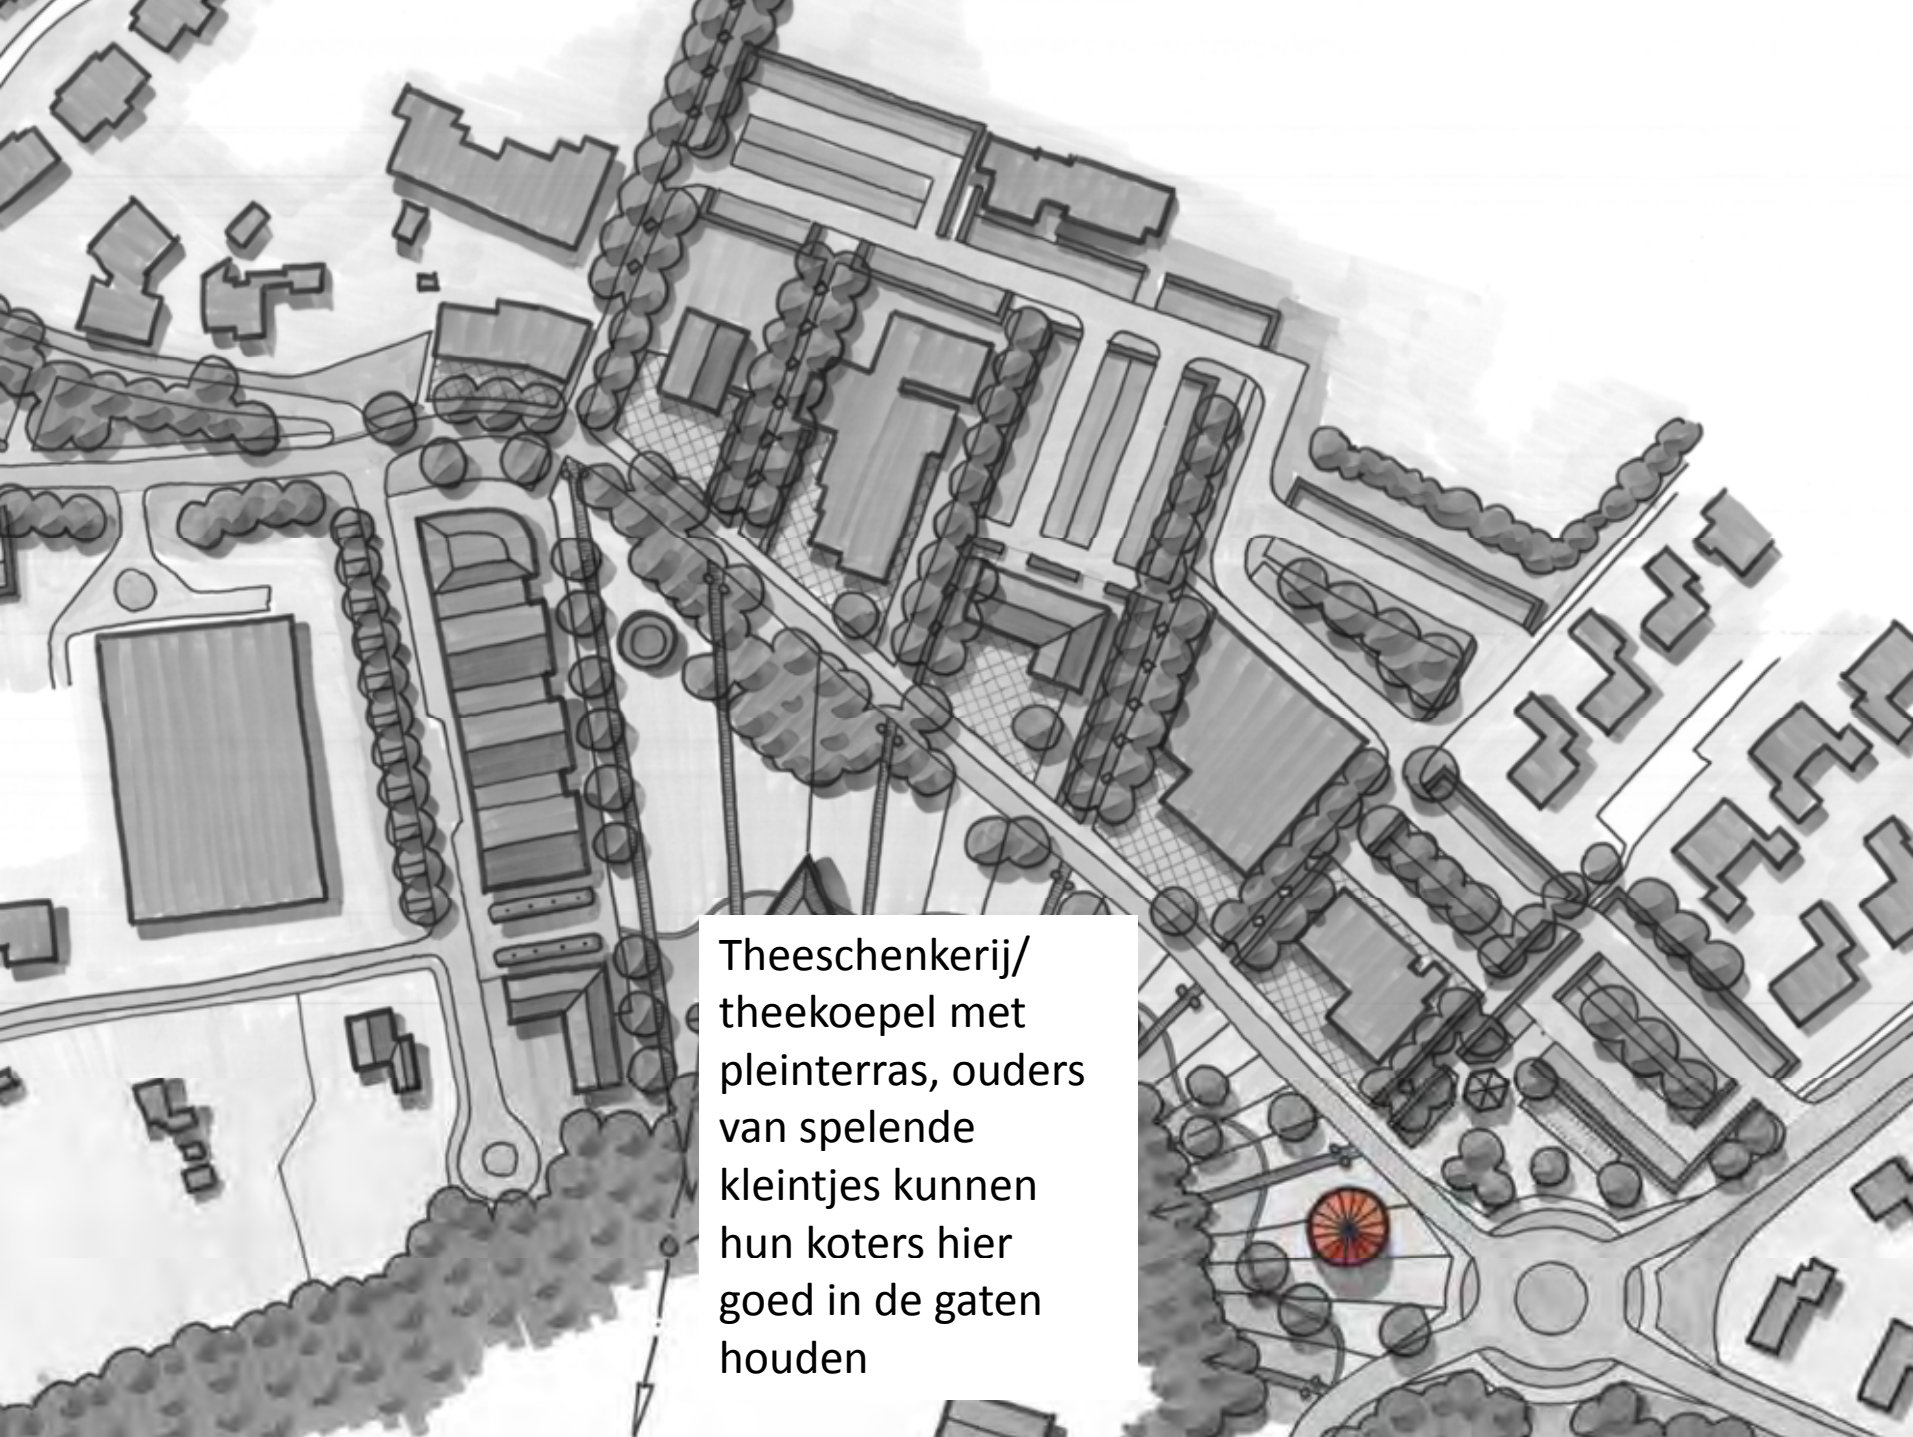 Theeschenkerij/
theekoepel met
pleinterras, ouders
van spelende
kleintjes kunnen
hun koters hier
goed in de gaten
houden